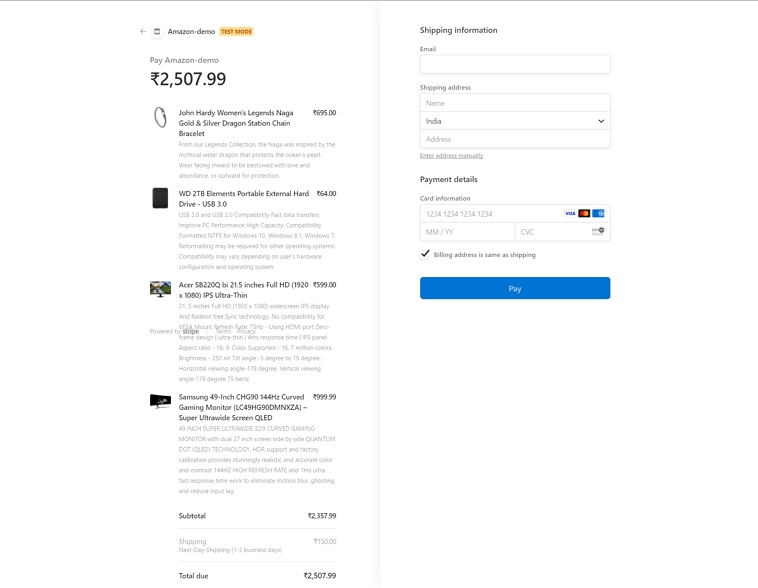 Amazon-demo TEST MODE
Pay Amazon-demo
₹2,507.99
John Hardy Women's Legends Naga ₹695.00
Gold & Silver Dragon Station Chain
Bracelet
From our Legends Collection, the Naga was inspired by the
mythical water dragon that protects the ocean's pearl.
Wear facing inward to be bestowed with love and
abundance, or outward for protection.
WD 2TB Elements Portable External Hard ₹64.00
Drive - USB 3.0
USB 3.0 and USB 2.0 Compatibility Fast data transfers
Improve PC Performance High Capacity; Compatibility
Formatted NTFS for Windows 10, Windows 8.1, Windows 7;
Reformatting may be required for other operating systems;
Compatibility may vary depending on user's hardware
configuration and operating system
Acer SB220Q bi 21.5 inches Full HD (1920 ₹599.00
x 1080) IPS Ultra-Thin
21. 5 inches Full HD (1920 x 1080) widescreen IPS display
And Radeon free Sync technology. No compatibility for
VESA Mount Refresh Rate: 75Hz - Using HDMI port Zero-
Powered by stripe Terms Privacy
frame design | ultra-thin | 4ms response time | IPS panel
Aspect ratio - 16: 9. Color Supported - 16. 7 million colors.
Brightness - 250 nit Tilt angle -5 degree to 15 degree.
Horizontal viewing angle-178 degree. Vertical viewing
angle-178 degree 75 hertz
Samsung 49-Inch CHG90 144Hz Curved ₹999.99
Gaming Monitor (LC49HG90DMNXZA) –
Super Ultrawide Screen QLED
49 INCH SUPER ULTRAWIDE 32:9 CURVED GAMING
MONITOR with dual 27 inch screen side by side QUANTUM
DOT (QLED) TECHNOLOGY, HDR support and factory
calibration provides stunningly realistic and accurate color
and contrast 144HZ HIGH REFRESH RATE and 1ms ultra
fast response time work to eliminate motion blur, ghosting,
and reduce input lag
Subtotal ₹2,357.99
Shipping ₹150.00
Next-Day-Shipping (1-3 business days)
Total due ₹2,507.99
Shipping information
Email
Shipping address
Name
India
Address
Enter address manually
Payment details
Card information
1234 1234 1234 1234 VISA
MM / YY CVC
Billing address is same as shipping
Pay